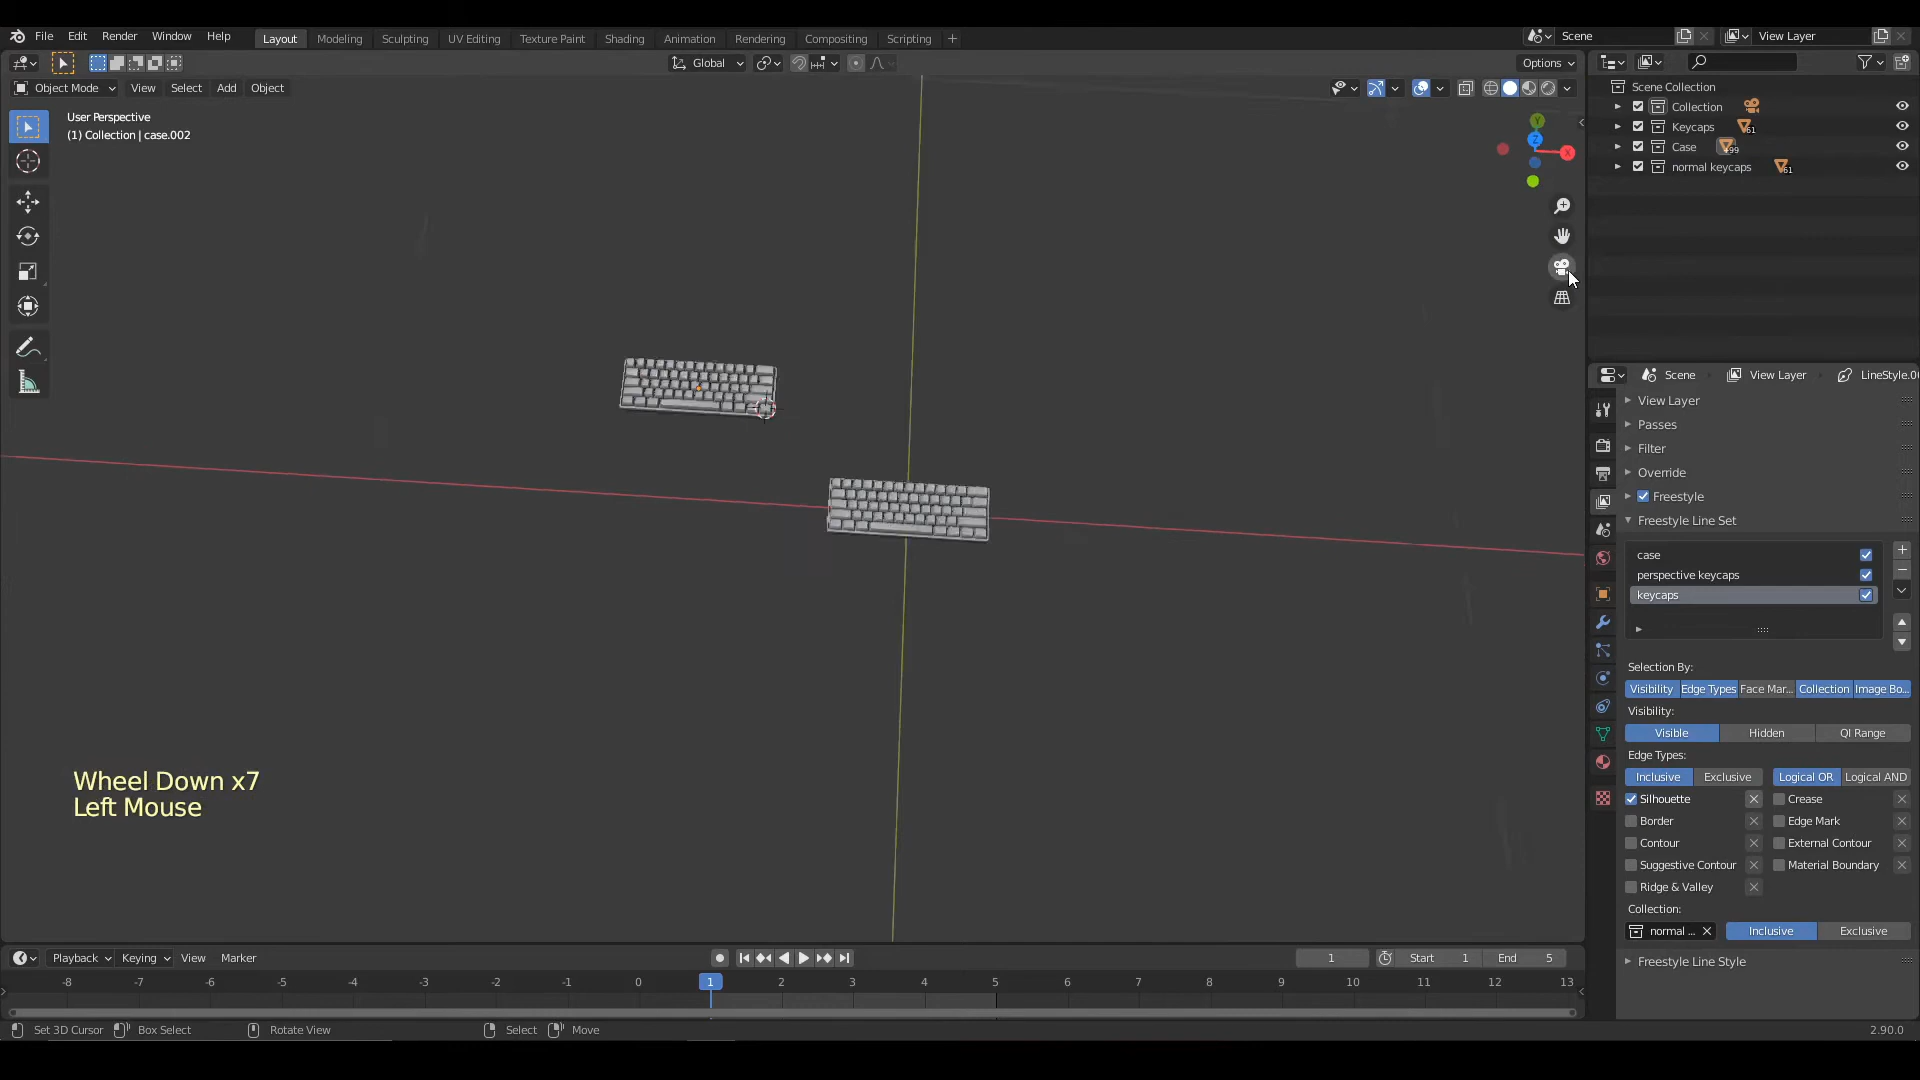 File Edit Render Window Help
Layout Modeling Sculpting UV Editing Texture Paint Shading Animation Rendering Compositing Scripting
Scene
View Layer
Global
Options
Object Mode View Select Add Object
User Perspective
(1) Collection | case.002
Y
Z
X
Scene Collection
Collection
Keycaps 61
Case +99
normal keycaps 61
Scene View Layer LineStyle.0
View Layer
Passes
Filter
Override
Freestyle
Freestyle Line Set
case
perspective keycaps
keycaps
Selection By:
Visibility Edge Types Face Mar... Collection Image Bo...
Visibility:
Visible Hidden QI Range
Edge Types:
Inclusive Exclusive Logical OR Logical AND
Silhouette Crease
Border Edge Mark
Contour External Contour
Suggestive Contour Material Boundary
Ridge & Valley
Collection:
normal ... Inclusive Exclusive
Freestyle Line Style
Wheel Down x7
Left Mouse
Playback Keying View Marker
1 Start 1 End 5
-8 -7 -6 -5 -4 -3 -2 -1 0 1 2 3 4 5 6 7 8 9 10 11 12 13
Set 3D Cursor Box Select Rotate View Select Move
2.90.0